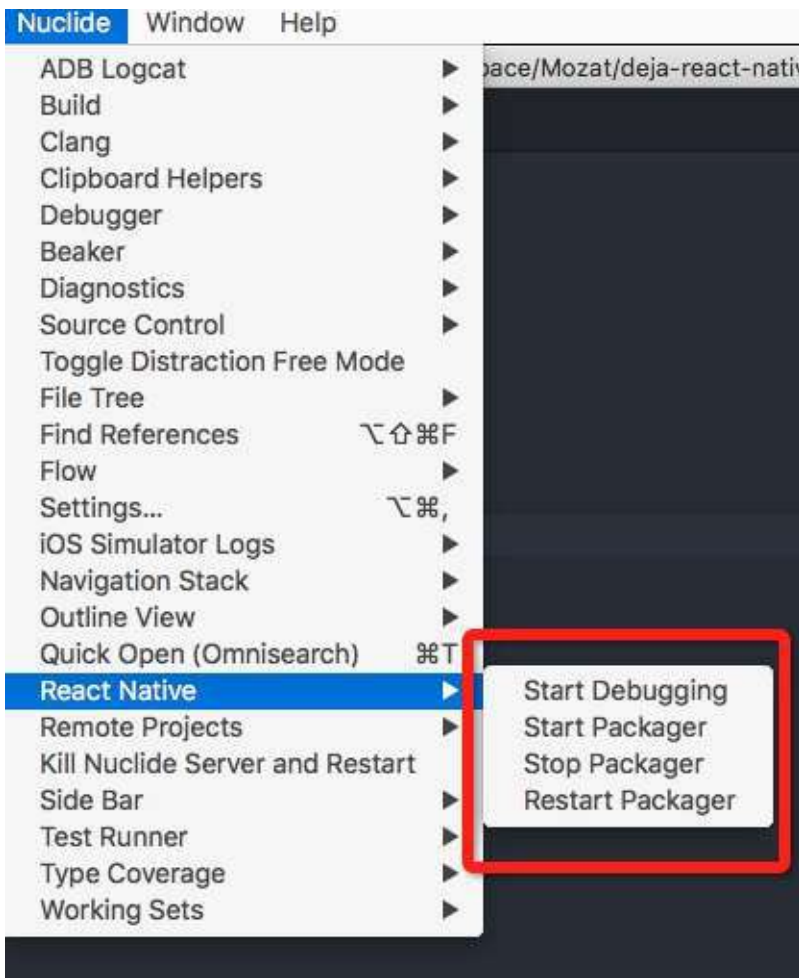 Nuclide Window Help
pace/Mozat/deja-react-nativ
ADB Logcat
Build
Clang
Clipboard Helpers
Debugger
Beaker
Diagnostics
Source Control
Toggle Distraction Free Mode
File Tree
Find References ⌥⇧⌘F
Flow
Settings... ⌥⌘,
iOS Simulator Logs
Navigation Stack
Outline View
Quick Open (Omnisearch) ⌘T
React Native
Start Debugging
Start Packager
Stop Packager
Restart Packager
Remote Projects
Kill Nuclide Server and Restart
Side Bar
Test Runner
Type Coverage
Working Sets